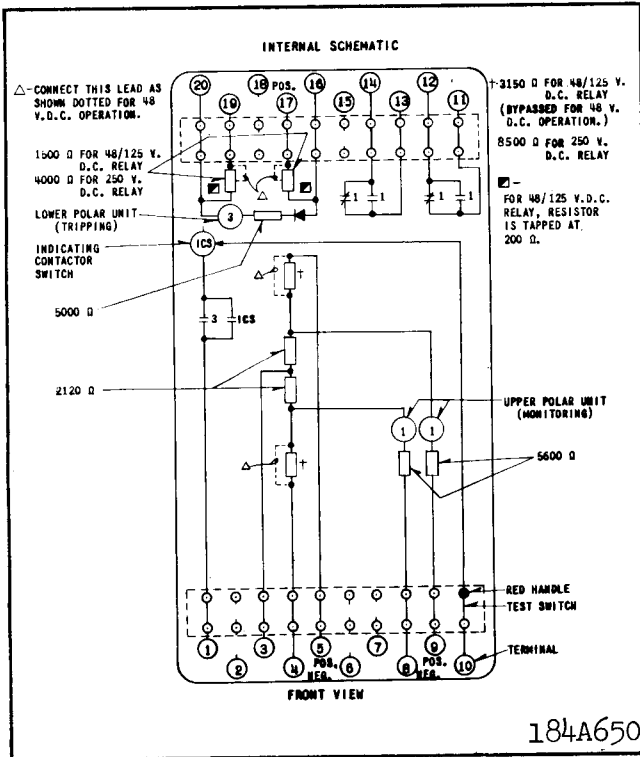 INTERNAL SCHEMATIC
△-CONNECT THIS LEAD AS
SHOWN DOTTED FOR 48
V.D.C. OPERATION.
20
19
18 POS.
17
16
15
14
13
12
11
†-3150 Ω FOR 48/125 V.
D.C. RELAY
(BYPASSED FOR 48 V.
D.C. OPERATION.)
8500 Ω FOR 250 V.
D.C. RELAY
1500 Ω FOR 48/125 V.
D.C. RELAY
4000 Ω FOR 250 V.
D.C. RELAY
△
1 1
1 1
FOR 48/125 V.D.C.
RELAY, RESISTOR
IS TAPPED AT
200 Ω.
LOWER POLAR UNIT
(TRIPPING)
3
INDICATING
CONTACTOR
SWITCH
ICS
5000 Ω
△ †
3 ICS
2120 Ω
UPPER POLAR UNIT
(MONITORING)
1 1
△ †
5600 Ω
RED HANDLE
TEST SWITCH
TERMINAL
1
2
3
4 NEG.
5 POS.
6
7
8 NEG.
9 POS.
10
FRONT VIEW
184A650